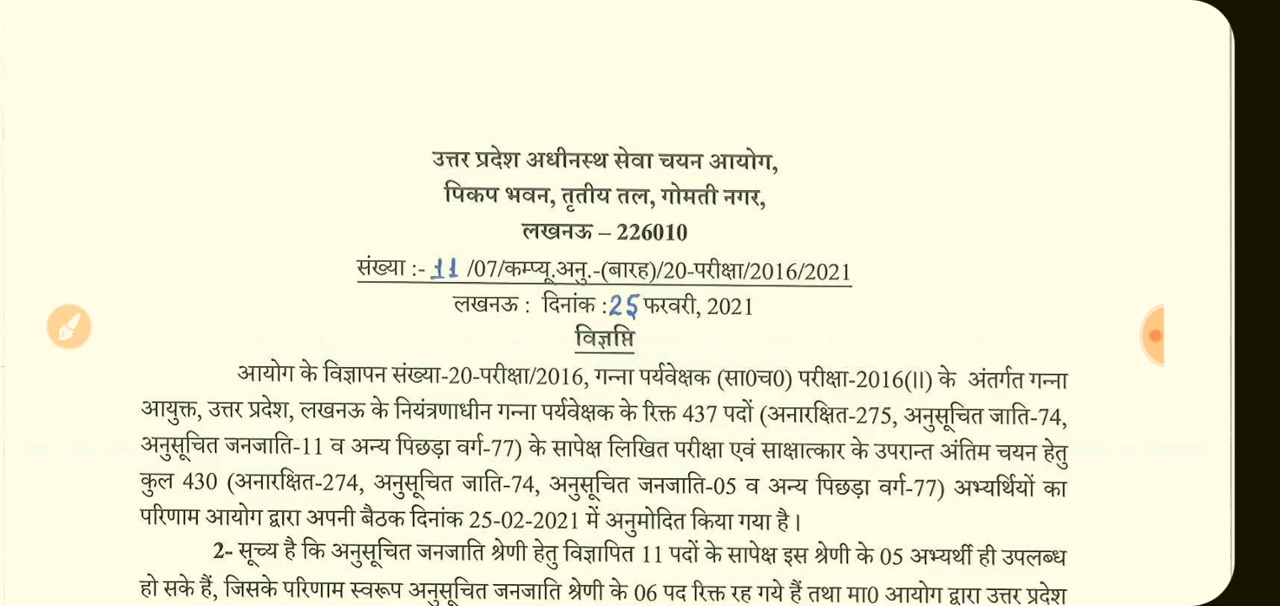 उत्तर प्रदेश अधीनस्थ सेवा चयन आयोग,
पिकप भवन, तृतीय तल, गोमती नगर,
लखनऊ – 226010
संख्या :- 11 /07/कम्प्यू.अनु.-(बारह)/20-परीक्षा/2016/2021
लखनऊ : दिनांक :25 फरवरी, 2021
विज्ञप्ति
आयोग के विज्ञापन संख्या-20-परीक्षा/2016, गन्ना पर्यवेक्षक (सा0च0) परीक्षा-2016(II) के अंतर्गत गन्ना
आयुक्त, उत्तर प्रदेश, लखनऊ के नियंत्रणाधीन गन्ना पर्यवेक्षक के रिक्त 437 पदों (अनारक्षित-275, अनुसूचित जाति-74,
अनुसूचित जनजाति-11 व अन्य पिछड़ा वर्ग-77) के सापेक्ष लिखित परीक्षा एवं साक्षात्कार के उपरान्त अंतिम चयन हेतु
कुल 430 (अनारक्षित-274, अनुसूचित जाति-74, अनुसूचित जनजाति-05 व अन्य पिछड़ा वर्ग-77) अभ्यर्थियों का
परिणाम आयोग द्वारा अपनी बैठक दिनांक 25-02-2021 में अनुमोदित किया गया है।
2- सूच्य है कि अनुसूचित जनजाति श्रेणी हेतु विज्ञापित 11 पदों के सापेक्ष इस श्रेणी के 05 अभ्यर्थी ही उपलब्ध
हो सके हैं, जिसके परिणाम स्वरूप अनुसूचित जनजाति श्रेणी के 06 पद रिक्त रह गये हैं तथा मा0 आयोग द्वारा उत्तर प्रदेश